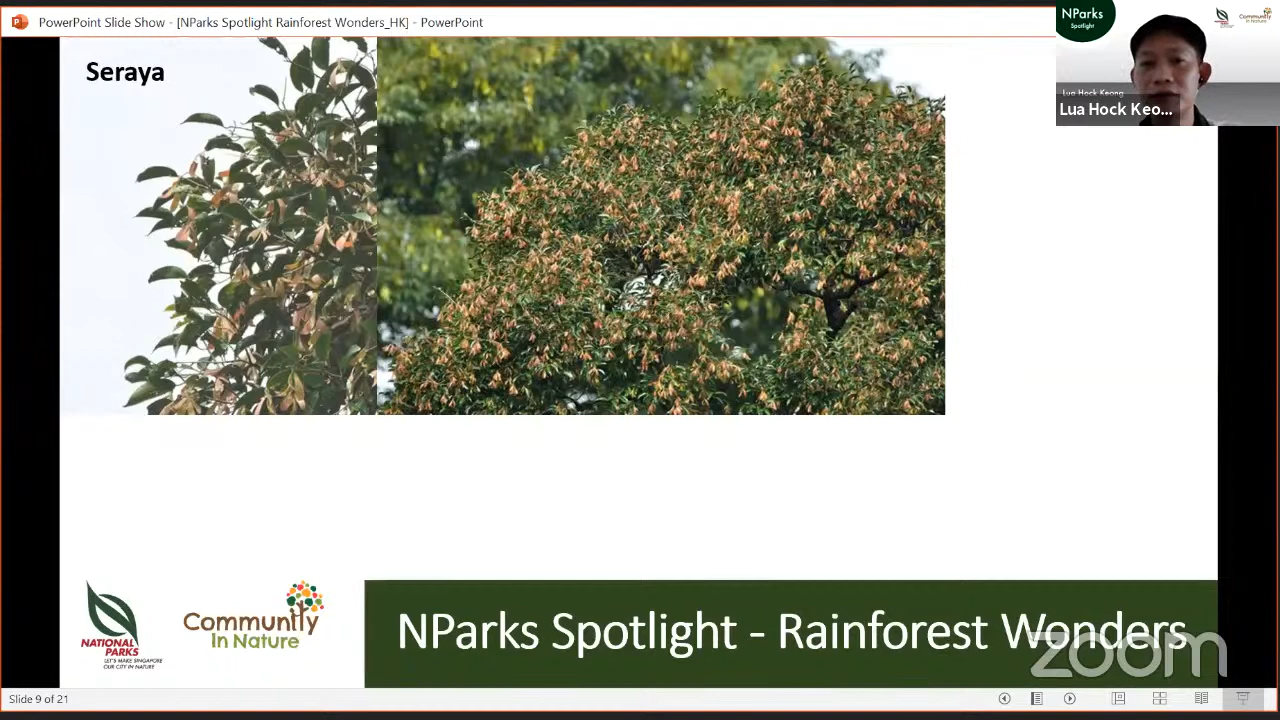 PowerPoint Slide Show - [NParks Spotlight Rainforest Wonders_HK] - PowerPoint
NParks
Spotlight
Community
in Nature
Lua Hock Keong
Lua Hock Keo...
Seraya
NATIONAL
PARKS
LET'S MAKE SINGAPORE
OUR CITY IN NATURE
Community
in Nature
NParks Spotlight - Rainforest Wonders
zoom
Slide 9 of 21